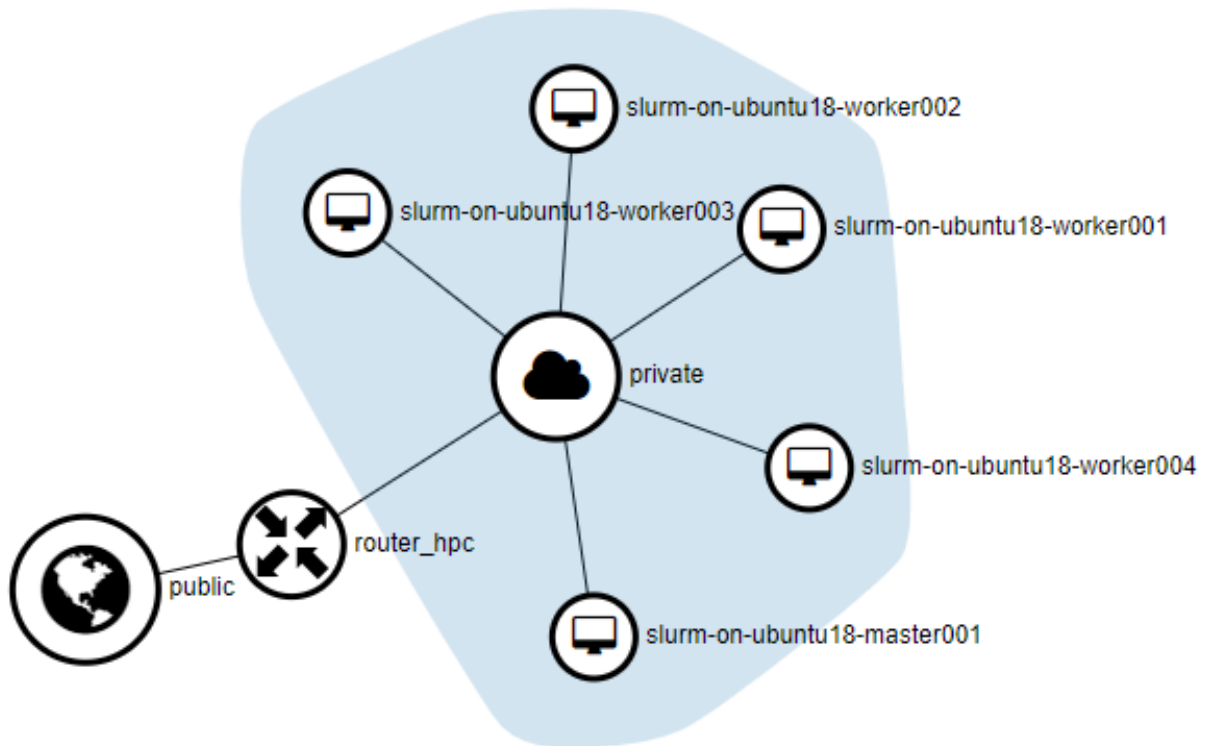 slurm-on-ubuntu18-worker002
slurm-on-ubuntu18-worker003
slurm-on-ubuntu18-worker001
private
slurm-on-ubuntu18-worker004
router_hpc
public
slurm-on-ubuntu18-master001